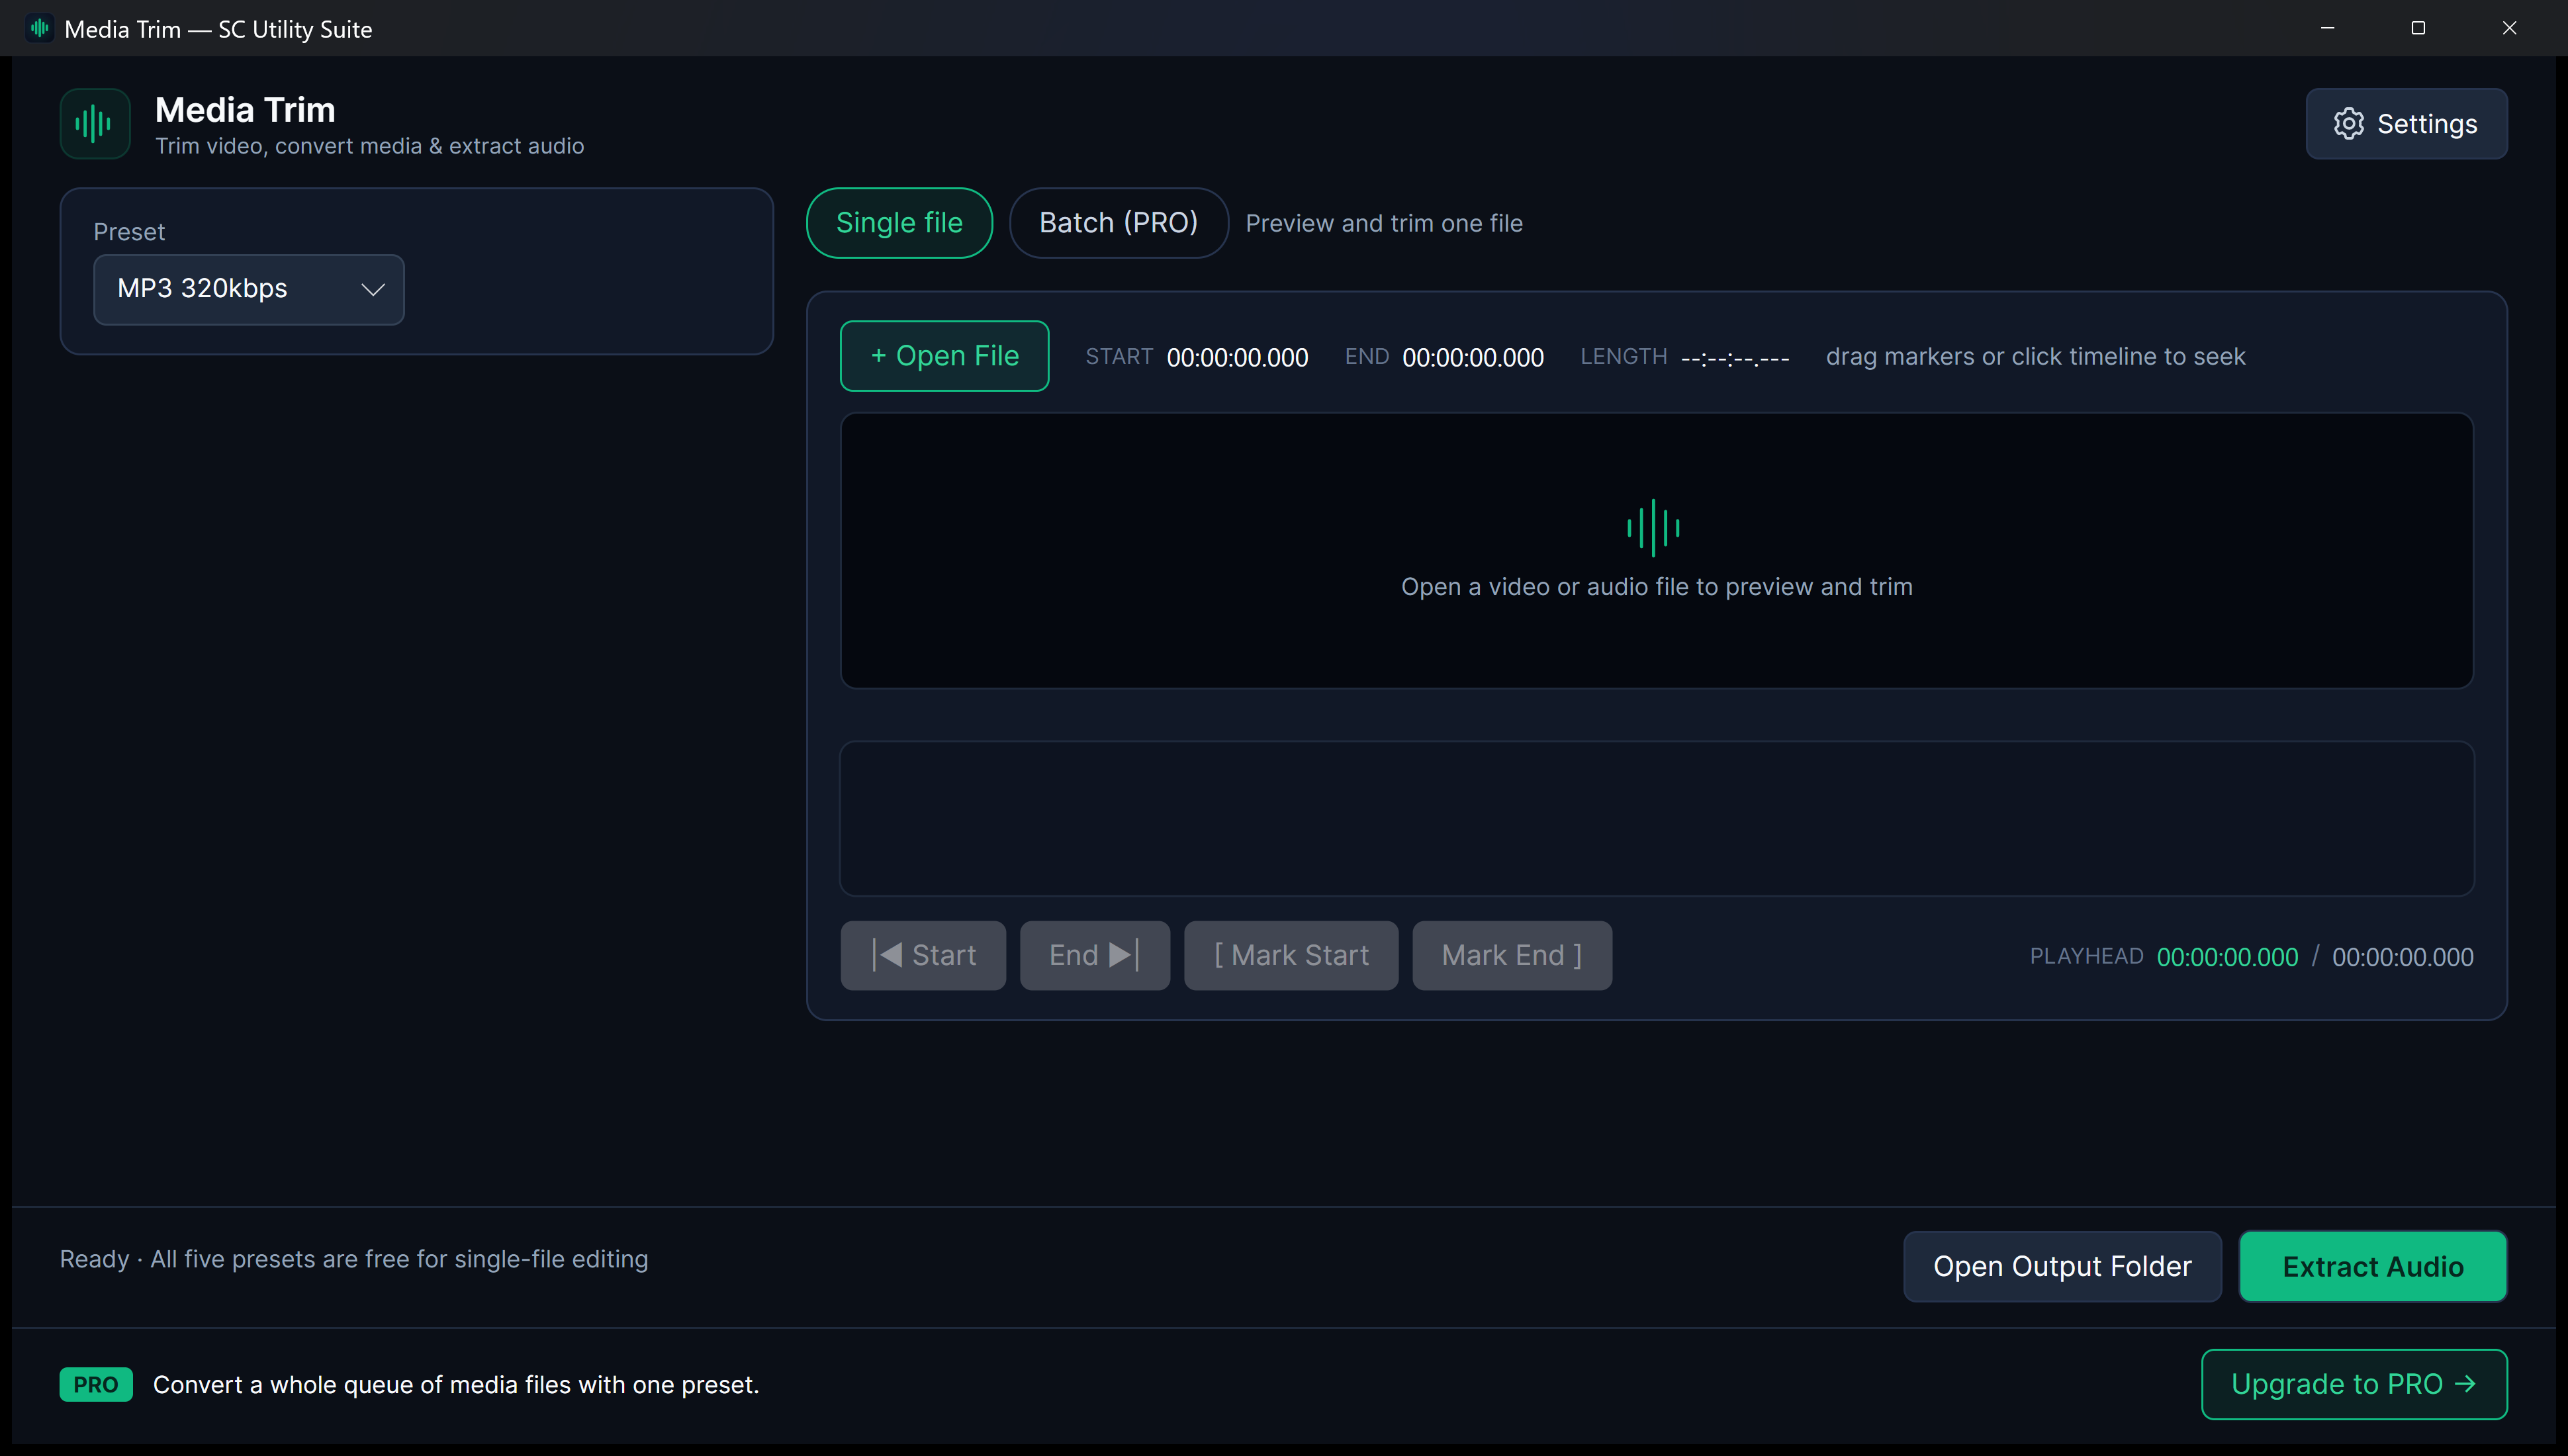 Media Trim — SC Utility Suite
Media Trim
Trim video, convert media & extract audio
Settings
Preset
MP3 320kbps
Single file
Batch (PRO)
Preview and trim one file
+ Open File
START 00:00:00.000
END 00:00:00.000
LENGTH --:--:--.---
drag markers or click timeline to seek
Open a video or audio file to preview and trim
|◀ Start
End ▶|
[ Mark Start
Mark End ]
PLAYHEAD 00:00:00.000 / 00:00:00.000
Ready · All five presets are free for single-file editing
Open Output Folder
Extract Audio
PRO
Convert a whole queue of media files with one preset.
Upgrade to PRO →